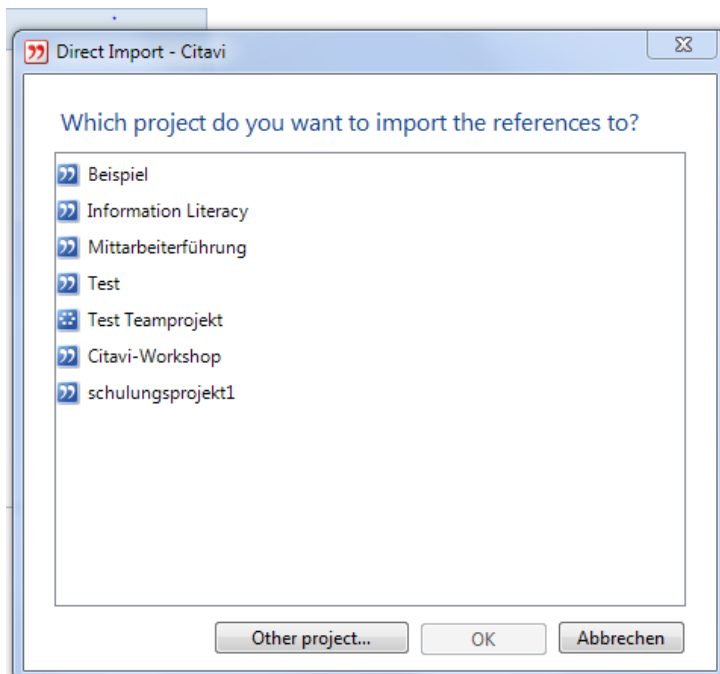 Direct Import - Citavi
Which project do you want to import the references to?
Beispiel
Information Literacy
Mittarbeiterführung
Test
Test Teamprojekt
Citavi-Workshop
schulungsprojekt1
Other project... OK Abbrechen